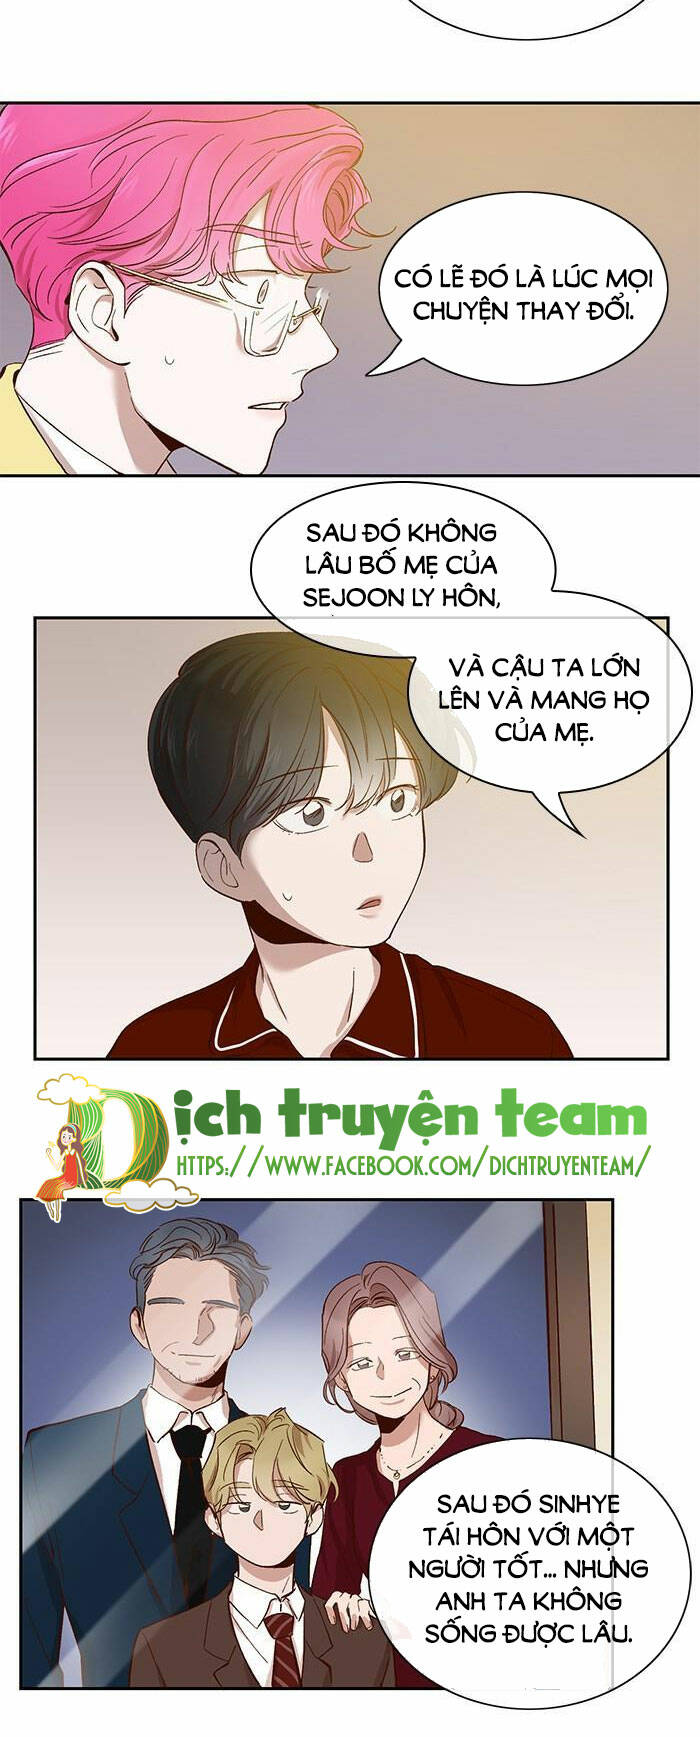 CÓ LẼ ĐÓ LÀ LÚC MỌI
CHUYỆN THAY ĐỔI.
SAU ĐÓ KHÔNG
LÂU BỐ MẸ CỦA
SEJOON LY HÔN,
VÀ CẬU TA LỚN
LÊN VÀ MANG HỌ
CỦA MẸ.
Dịch truyện team
HTTPS://WWW.FACEBOOK.COM/DICHTRUYENTEAM/
SAU ĐÓ SINHYE
TÁI HÔN VỚI MỘT
NGƯỜI TỐT... NHƯNG
ANH TA KHÔNG
SỐNG ĐƯỢC LÂU.